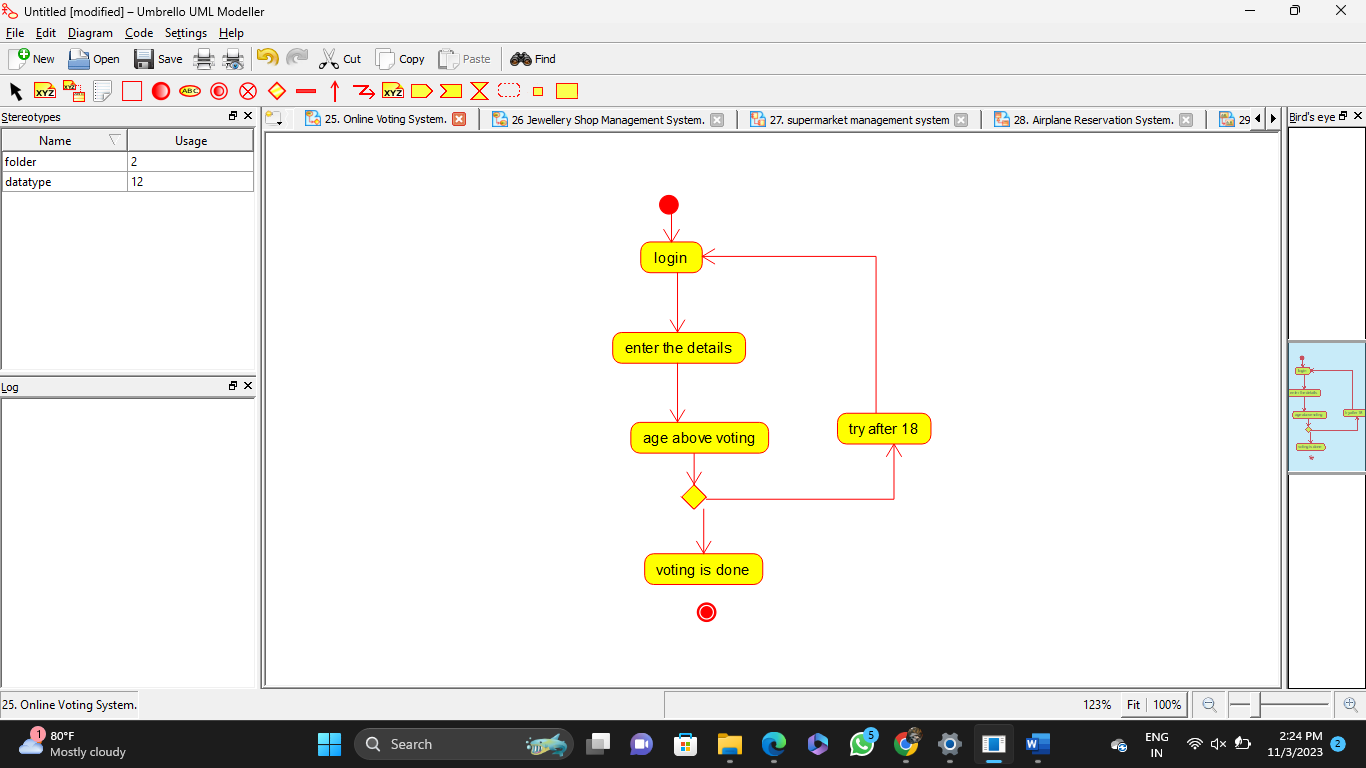 Untitled [modified] – Umbrello UML Modeller
File Edit Diagram Code Settings Help
New Open Save Cut Copy Paste Find
XYZ XYZ ABC XYZ
Stereotypes
Name Usage
folder 2
datatype 12
Log
25. Online Voting System. 26 Jewellery Shop Management System. 27. supermarket management system 28. Airplane Reservation System. 29
Bird's eye
login
enter the details
age above voting
try after 18
voting is done
25. Online Voting System.
123% Fit 100%
1
80°F
Mostly cloudy
Search
5
ENG
IN
2:24 PM
11/3/2023
2